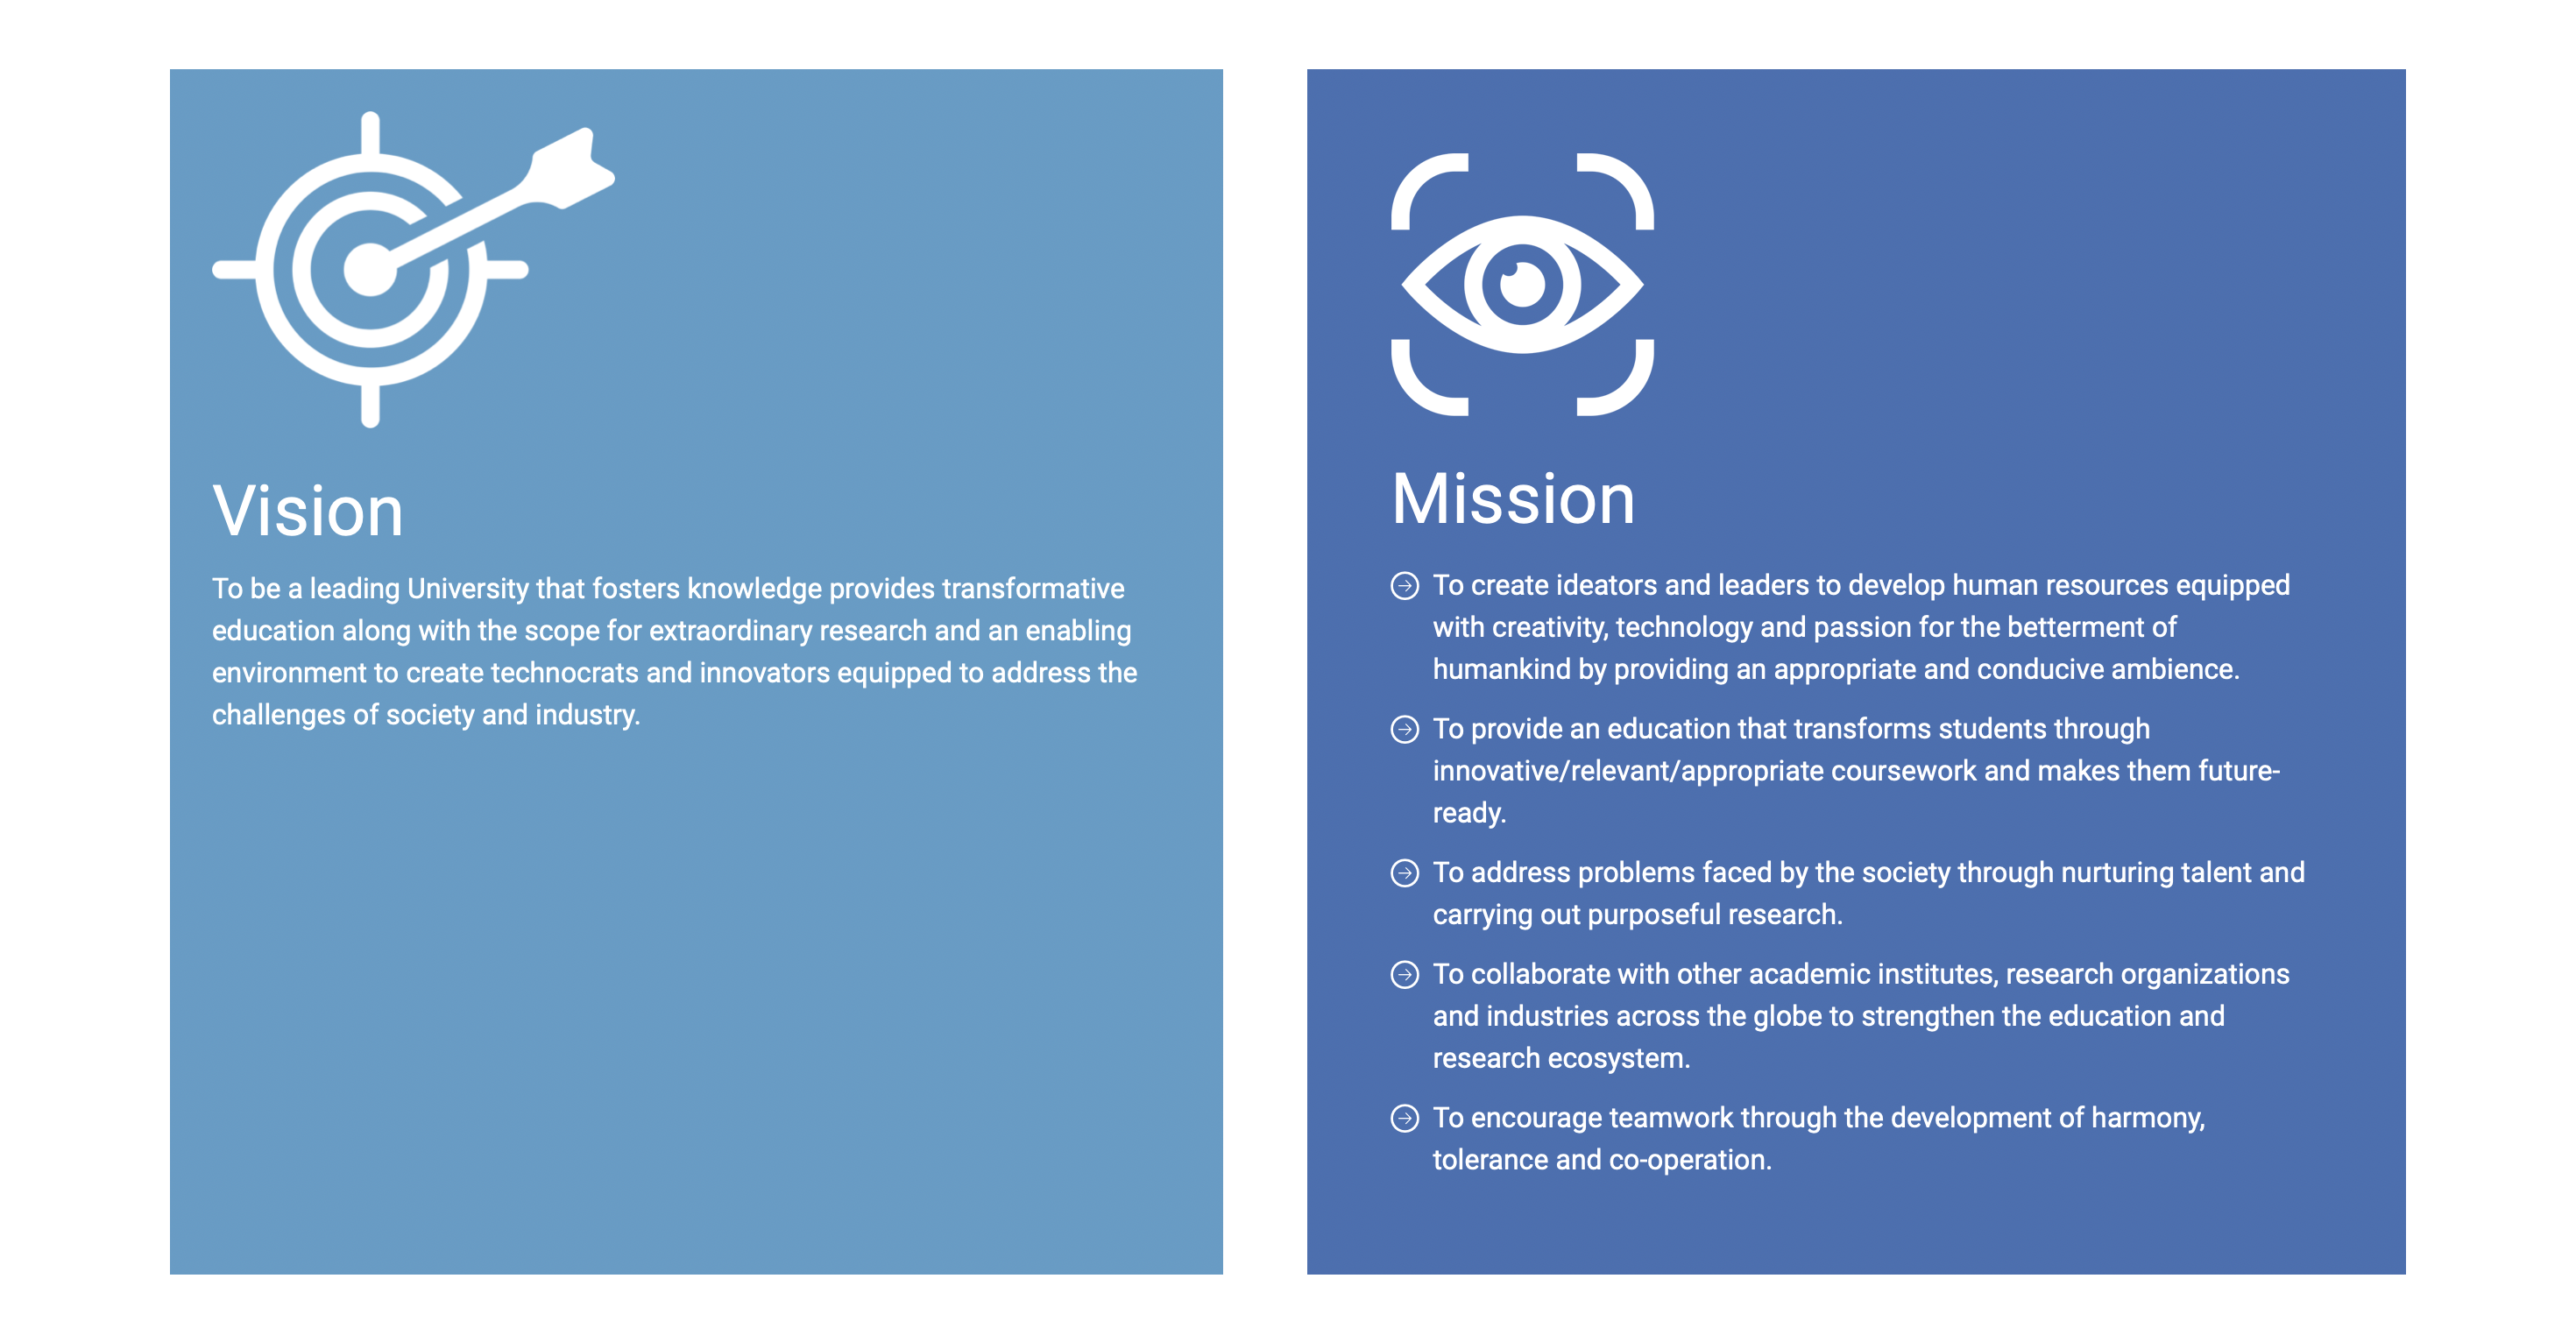 Vision
To be a leading University that fosters knowledge provides transformative
education along with the scope for extraordinary research and an enabling
environment to create technocrats and innovators equipped to address the
challenges of society and industry.
Mission
To create ideators and leaders to develop human resources equipped
with creativity, technology and passion for the betterment of
humankind by providing an appropriate and conducive ambience.
To provide an education that transforms students through
innovative/relevant/appropriate coursework and makes them future-
ready.
To address problems faced by the society through nurturing talent and
carrying out purposeful research.
To collaborate with other academic institutes, research organizations
and industries across the globe to strengthen the education and
research ecosystem.
To encourage teamwork through the development of harmony,
tolerance and co-operation.